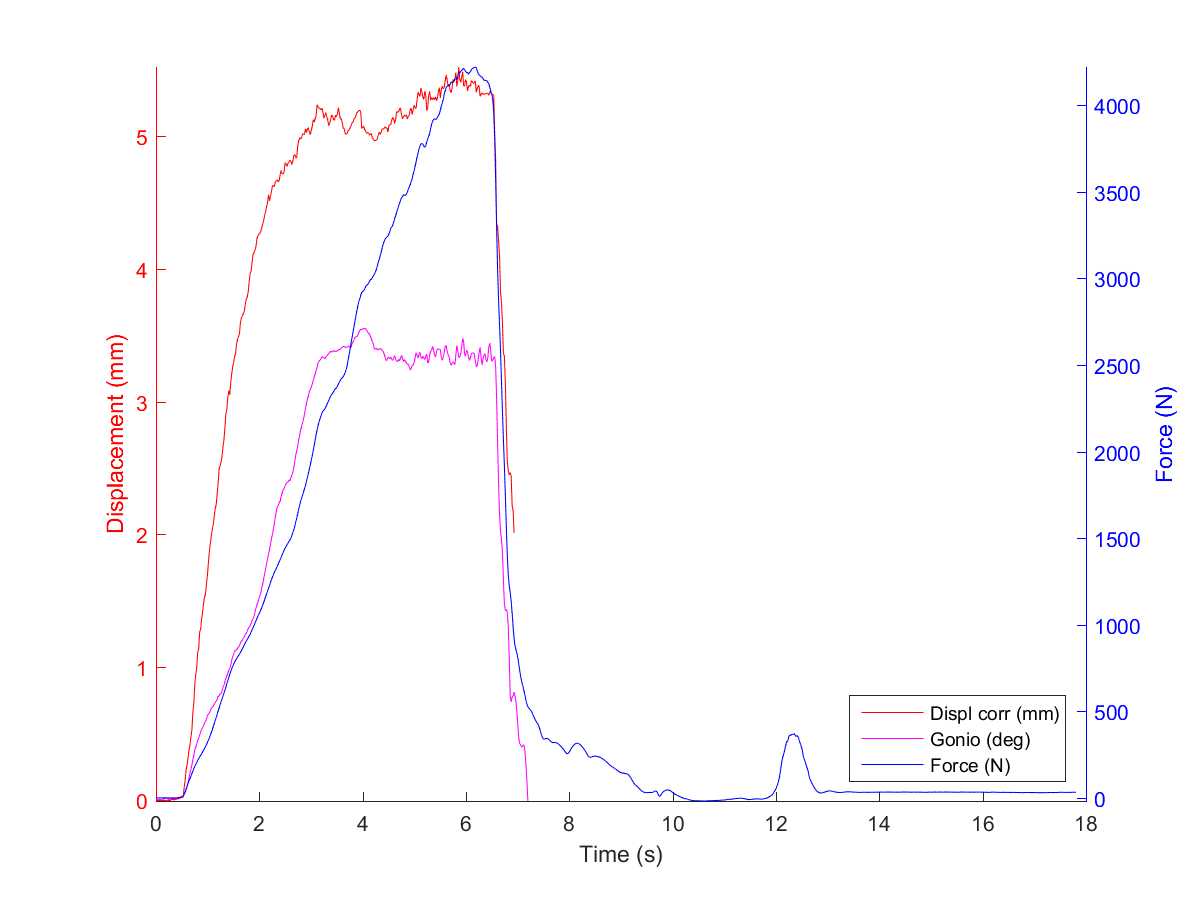 Displacement (mm)
5
4
3
2
1
0
Force (N)
4000
3500
3000
2500
2000
1500
1000
500
0
Displ corr (mm)
Gonio (deg)
Force (N)
0 2 4 6 8 10 12 14 16 18
Time (s)